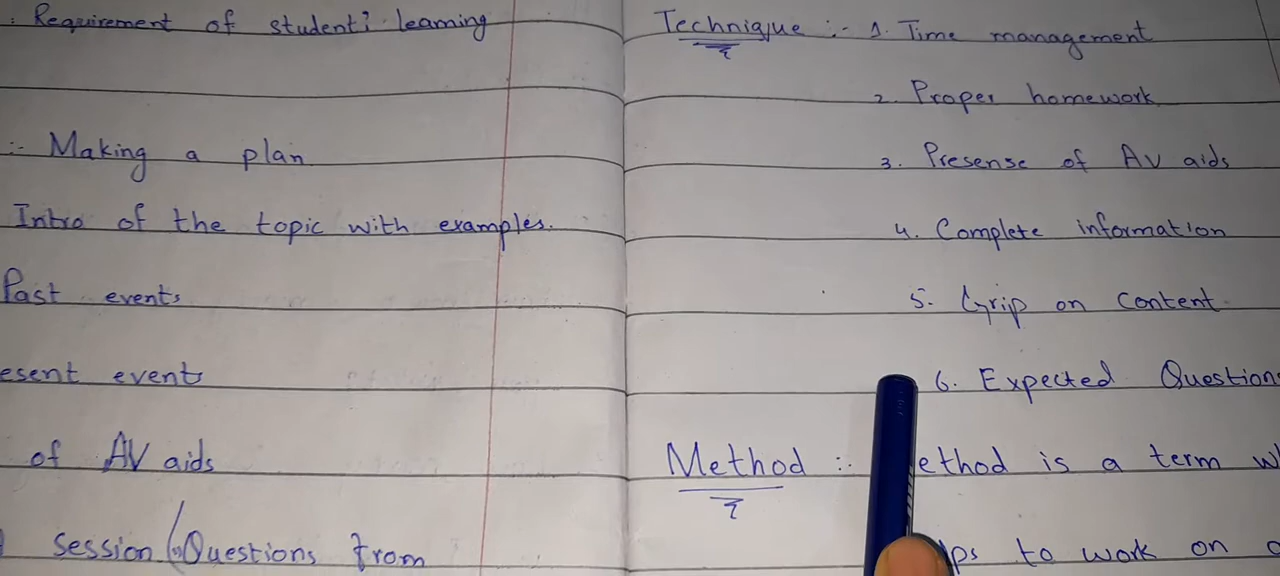 : Requirement of student? learning
:- Making a plan
Intro of the topic with examples.
Past events
esent events
of AV aids
session (Questions from
Technique :- 1. Time management
2. Proper homework
3. Presense of AV aids
4. Complete information
5. Grip on content
6. Expected Question
Method :- ethod is a term w
ps to work on